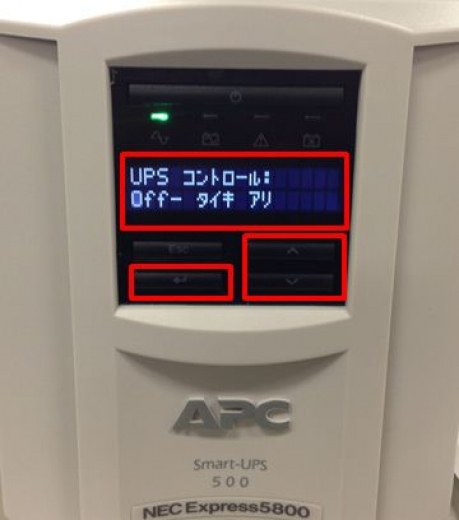 UPS コントロール:
Off- タイキ アリ
Esc
APC
Smart-UPS
500
NEC Express5800